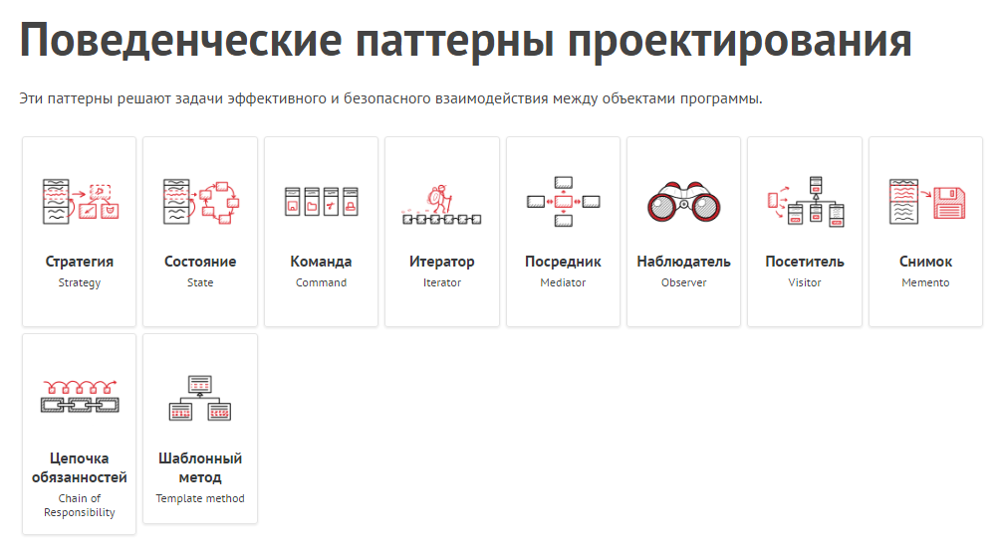 Поведенческие паттерны проектирования
Эти паттерны решают задачи эффективного и безопасного взаимодействия между объектами программы.
Стратегия
Strategy
Состояние
State
Команда
Command
Итератор
Iterator
Посредник
Mediator
Наблюдатель
Observer
Посетитель
Visitor
Снимок
Memento
Цепочка
обязанностей
Chain of
Responsibility
Шаблонный
метод
Template method